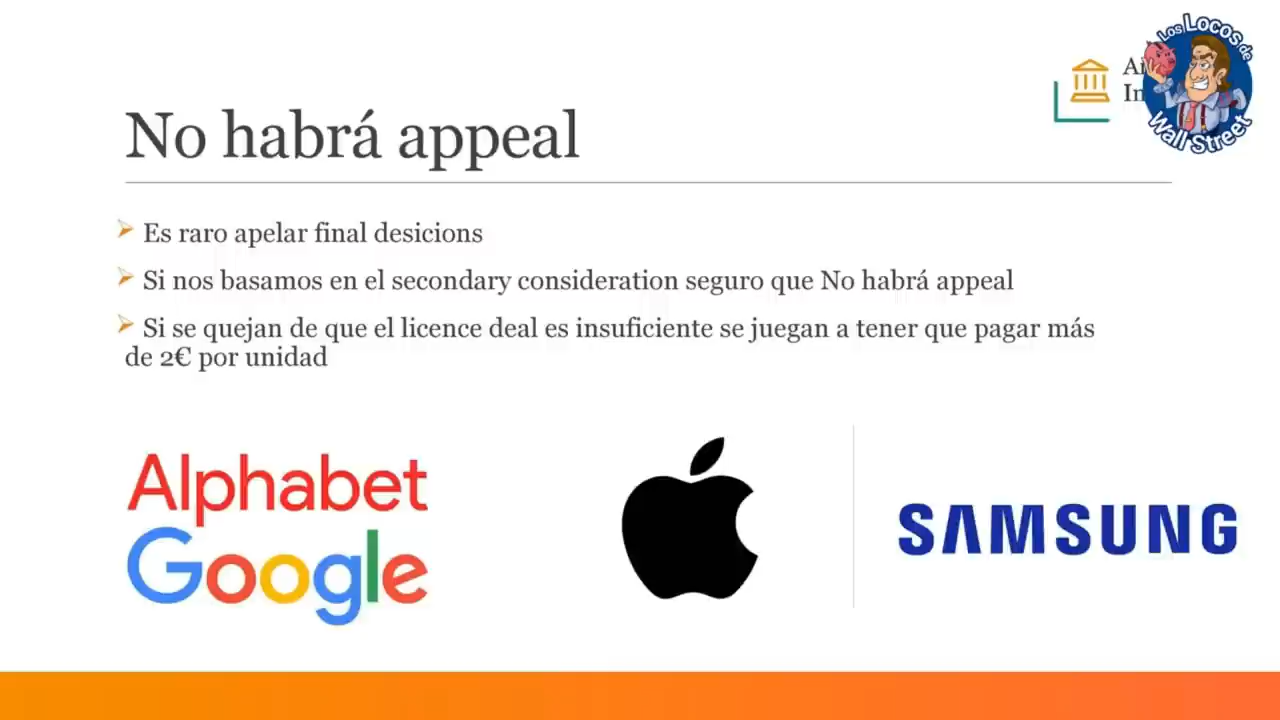 Los Locos de
Wall Street
No habrá appeal
Es raro apelar final desicions
Si nos basamos en el secondary consideration seguro que No habrá appeal
Si se quejan de que el licence deal es insuficiente se juegan a tener que pagar más
de 2€ por unidad
Alphabet
Google
SAMSUNG